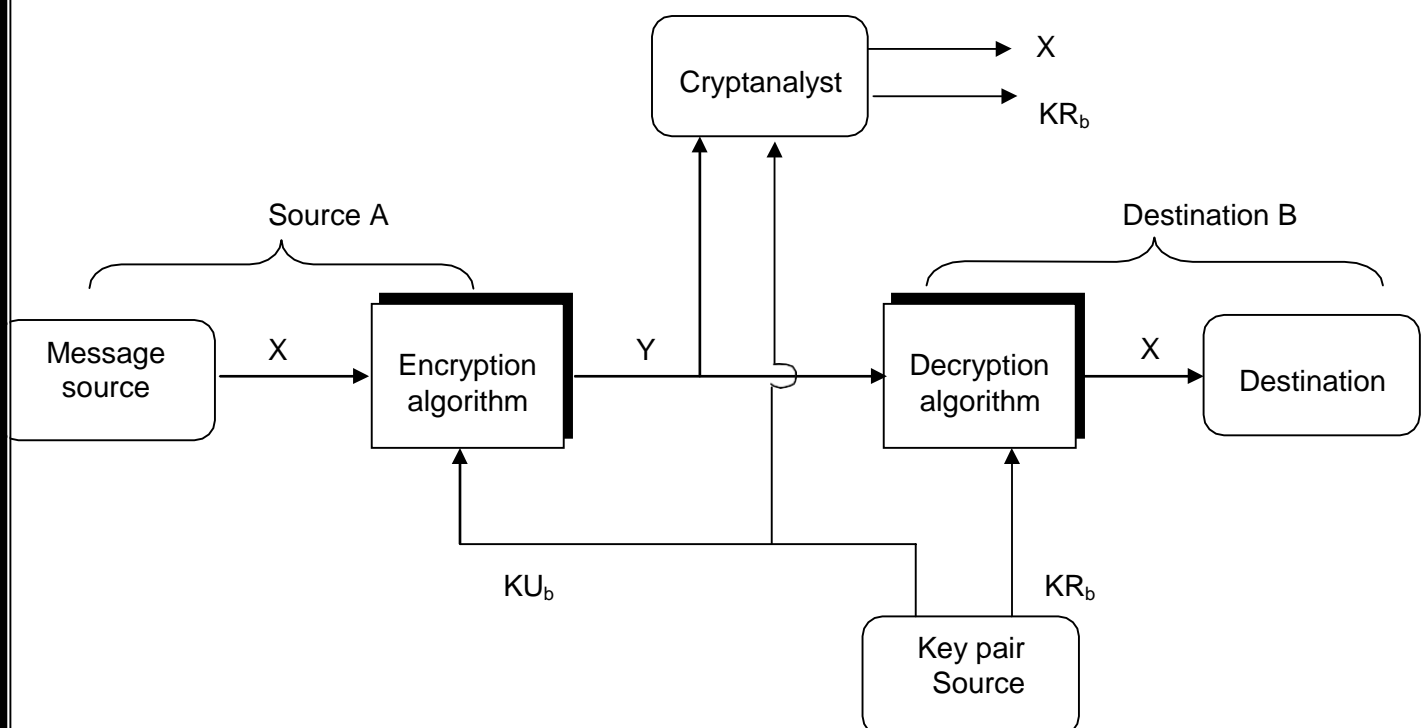 X
Cryptanalyst
KRb
Source A
Destination B
Message
source
X
Encryption
algorithm
Y
Decryption
algorithm
X
Destination
KUb
KRb
Key pair
Source